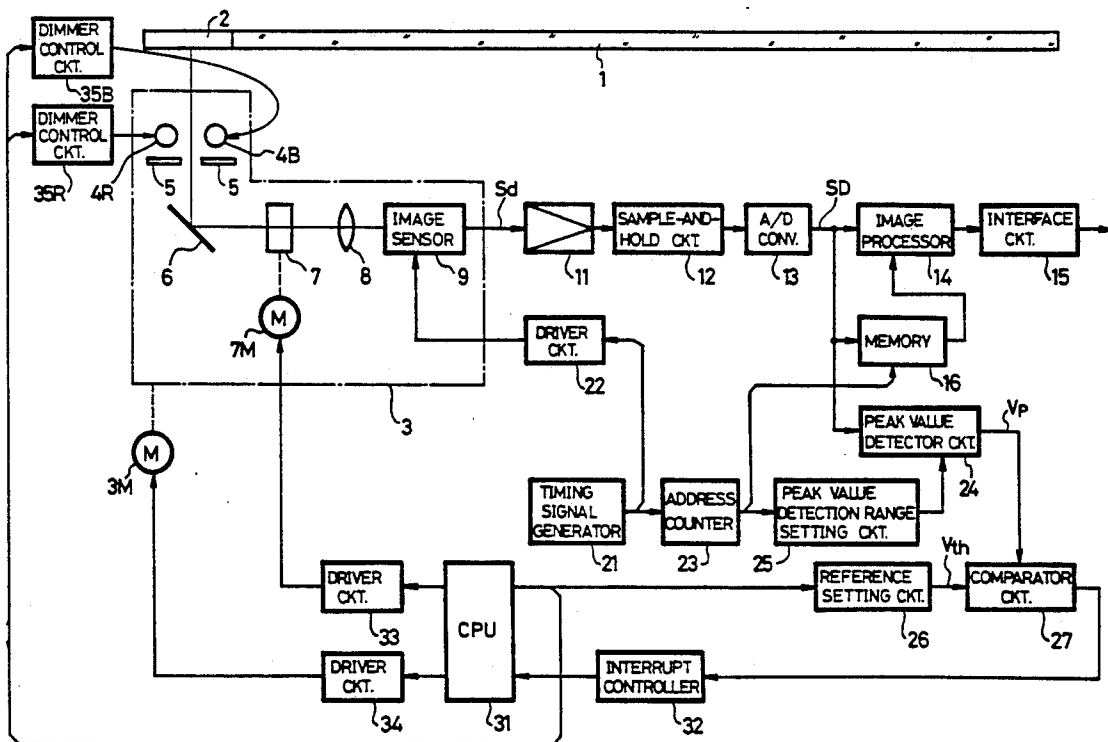 2
DIMMER
CONTROL
CKT.
35B
1
DIMMER
CONTROL
CKT.
35R
4R
4B
5
5
6
7
8
IMAGE
SENSOR
9
Sd
11
SAMPLE-AND-
HOLD CKT.
12
A/D
CONV.
13
SD
IMAGE
PROCESSOR
14
INTERFACE
CKT.
15
M
7M
DRIVER
CKT.
22
MEMORY
16
3
M
3M
PEAK VALUE
DETECTOR CKT.
24
VP
TIMING
SIGNAL
GENERATOR
21
ADDRESS
COUNTER
23
PEAK VALUE
DETECTION RANGE
SETTING CKT.
25
DRIVER
CKT.
33
CPU
31
REFERENCE
SETTING CKT.
26
Vth
COMPARATOR
CKT.
27
DRIVER
CKT.
34
INTERRUPT
CONTROLLER
32